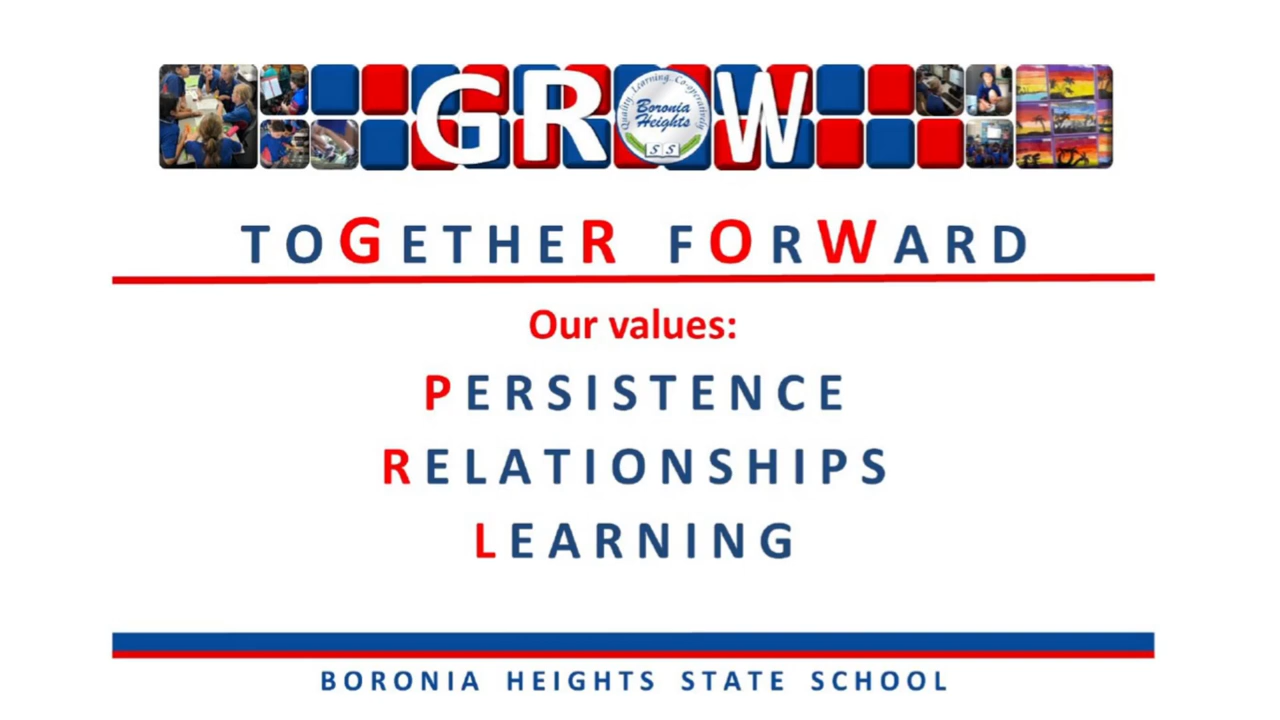 GROW
Quality Learning Co-operatively
Boronia
Heights
S S
TOGETHER FORWARD
Our values:
PERSISTENCE
RELATIONSHIPS
LEARNING
BORONIA HEIGHTS STATE SCHOOL